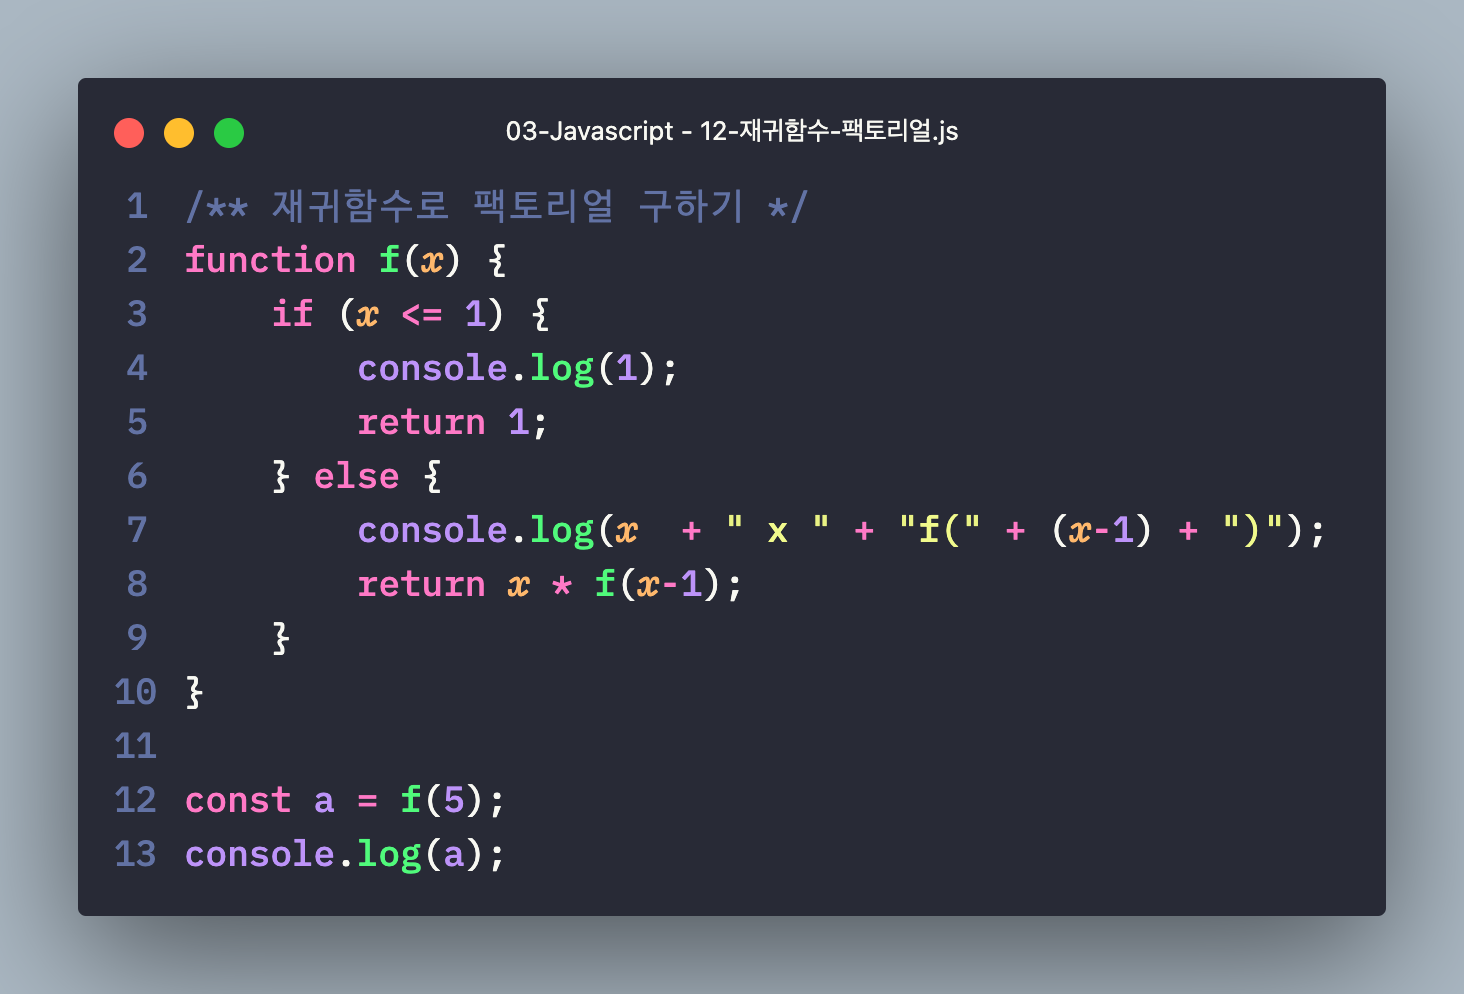 03-Javascript - 12-재귀함수-팩토리얼.js
1 /** 재귀함수로 팩토리얼 구하기 */
2 function f(x) {
3     if (x <= 1) {
4         console.log(1);
5         return 1;
6     } else {
7         console.log(x  + " x " + "f(" + (x-1) + ")");
8         return x * f(x-1);
9     }
10 }
11
12 const a = f(5);
13 console.log(a);